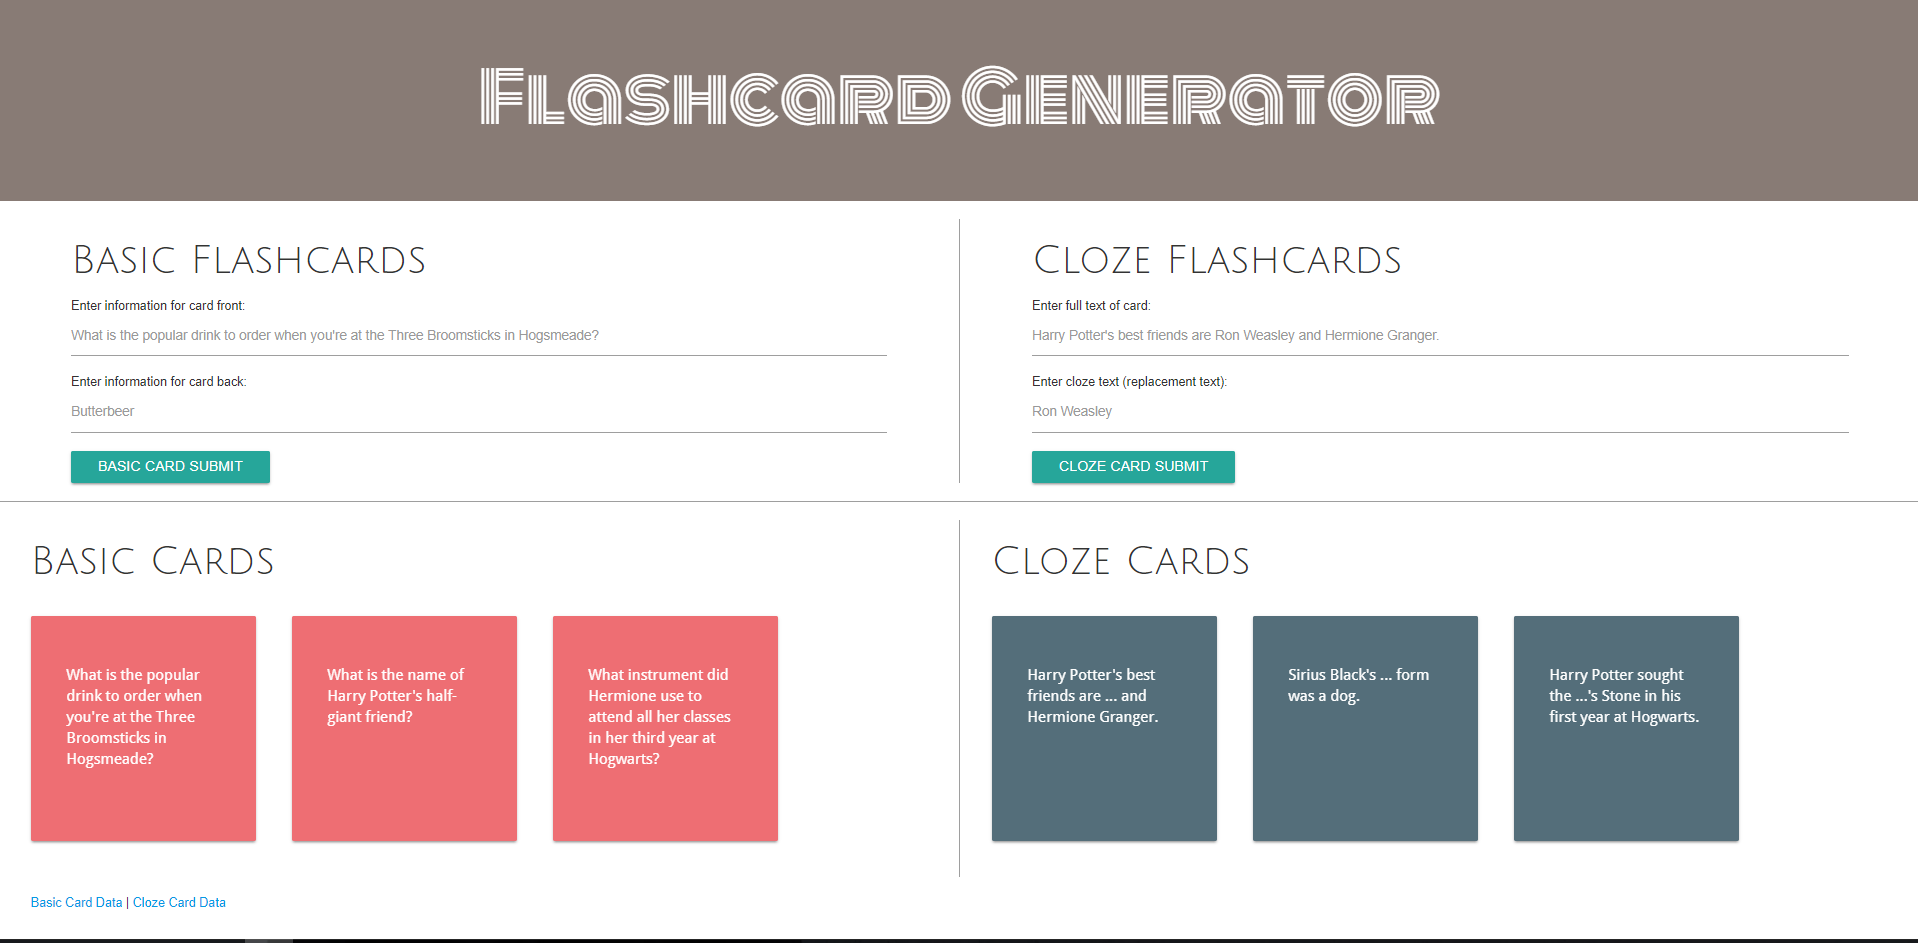 Flashcard Generator
Basic Flashcards
Enter information for card front:
What is the popular drink to order when you're at the Three Broomsticks in Hogsmeade?
Enter information for card back:
Butterbeer
BASIC CARD SUBMIT
Cloze Flashcards
Enter full text of card:
Harry Potter's best friends are Ron Weasley and Hermione Granger.
Enter cloze text (replacement text):
Ron Weasley
CLOZE CARD SUBMIT
Basic Cards
What is the popular
drink to order when
you're at the Three
Broomsticks in
Hogsmeade?
What is the name of
Harry Potter's half-
giant friend?
What instrument did
Hermione use to
attend all her classes
in her third year at
Hogwarts?
Cloze Cards
Harry Potter's best
friends are ... and
Hermione Granger.
Sirius Black's ... form
was a dog.
Harry Potter sought
the ...'s Stone in his
first year at Hogwarts.
Basic Card Data | Cloze Card Data